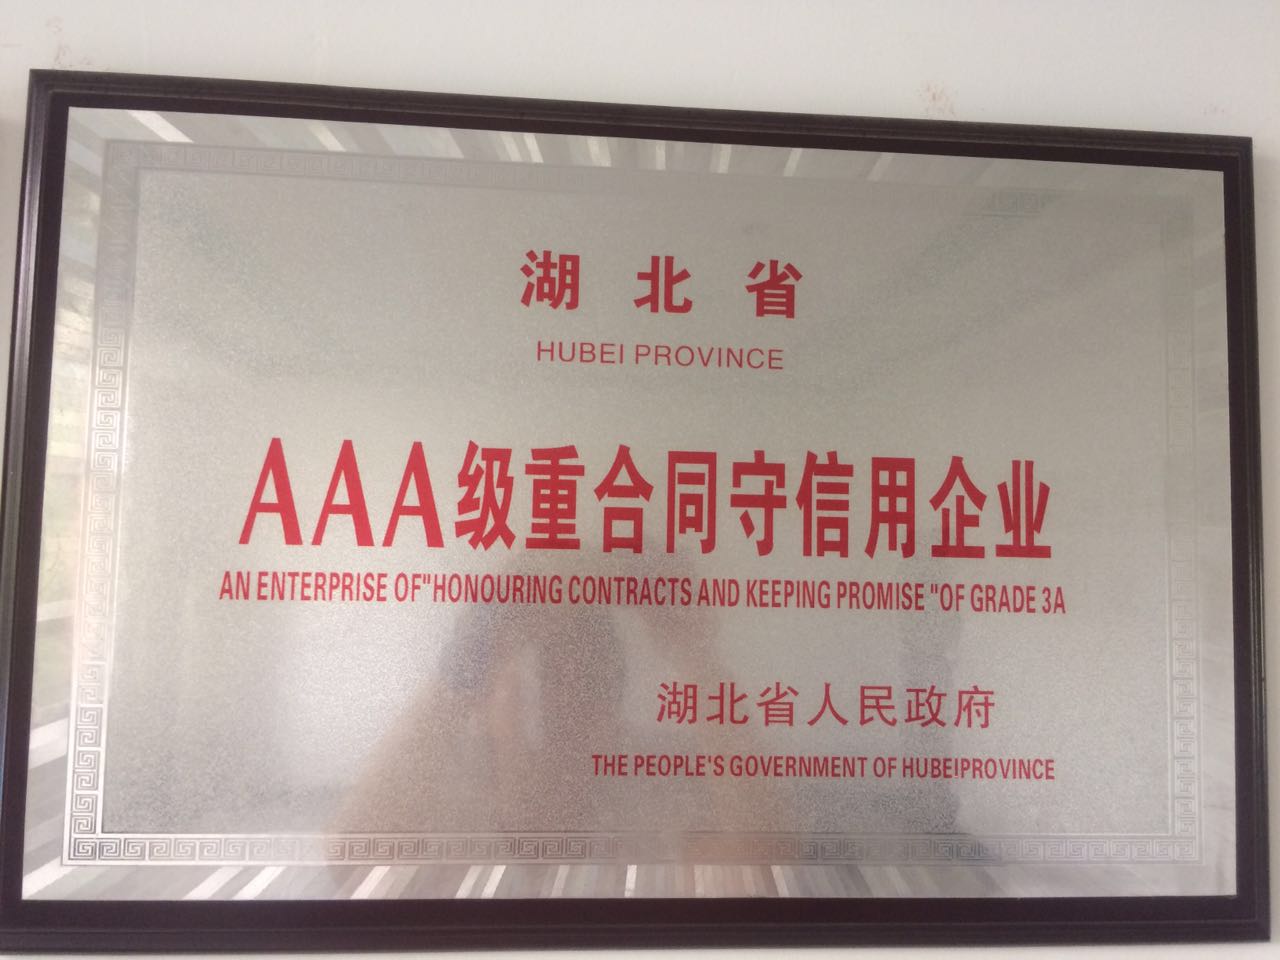 湖北省
HUBEI PROVINCE
AAA级重合同守信用企业
AN ENTERPRISE OF"HONOURING CONTRACTS AND KEEPING PROMISE "OF GRADE 3A
湖北省人民政府
THE PEOPLE'S GOVERNMENT OF HUBEIPROVINCE